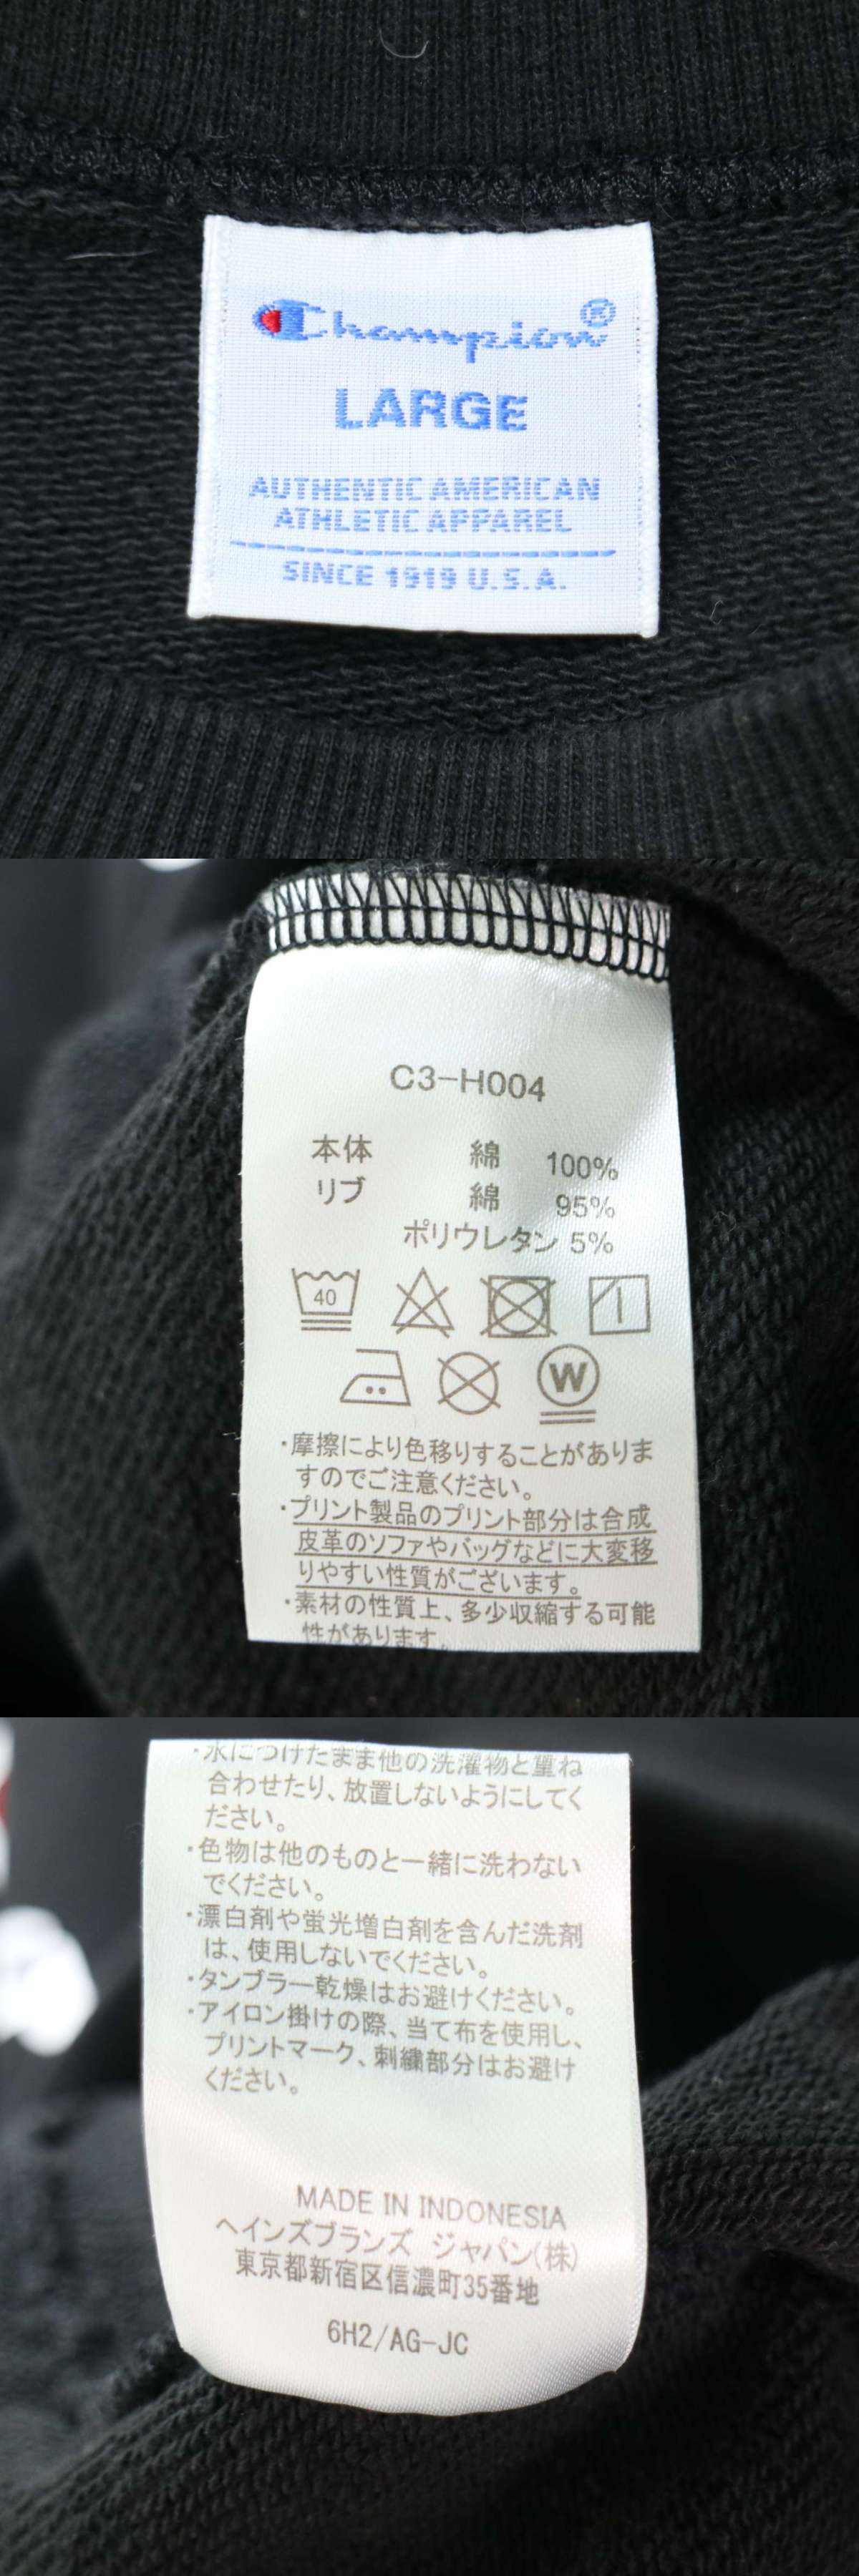 Champion®
LARGE
AUTHENTIC AMERICAN
ATHLETIC APPAREL
SINCE 1919 U.S.A.
C3-H004
本体 綿 100%
リブ 綿 95%
ポリウレタン 5%
40
W
・摩擦により色移りすることがありま
すのでご注意ください。
・プリント製品のプリント部分は合成
皮革のソファやバッグなどに大変移
りやすい性質がございます。
・素材の性質上、多少収縮する可能
性があります。
・水につけたまま他の洗濯物と重ね
合わせたり、放置しないようにしてく
ださい。
・色物は他のものと一緒に洗わない
でください。
・漂白剤や蛍光増白剤を含んだ洗剤
は、使用しないでください。
・タンブラー乾燥はお避けください。
・アイロン掛けの際、当て布を使用し、
プリントマーク、刺繍部分はお避け
ください。
MADE IN INDONESIA
ヘインズブランズ ジャパン(株)
東京都新宿区信濃町35番地
6H2/AG-JC